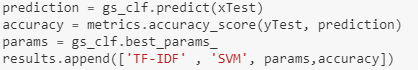 prediction = gs_clf.predict(xTest)
accuracy = metrics.accuracy_score(yTest, prediction)
params = gs_clf.best_params_
results.append(['TF-IDF' , 'SVM', params,accuracy])